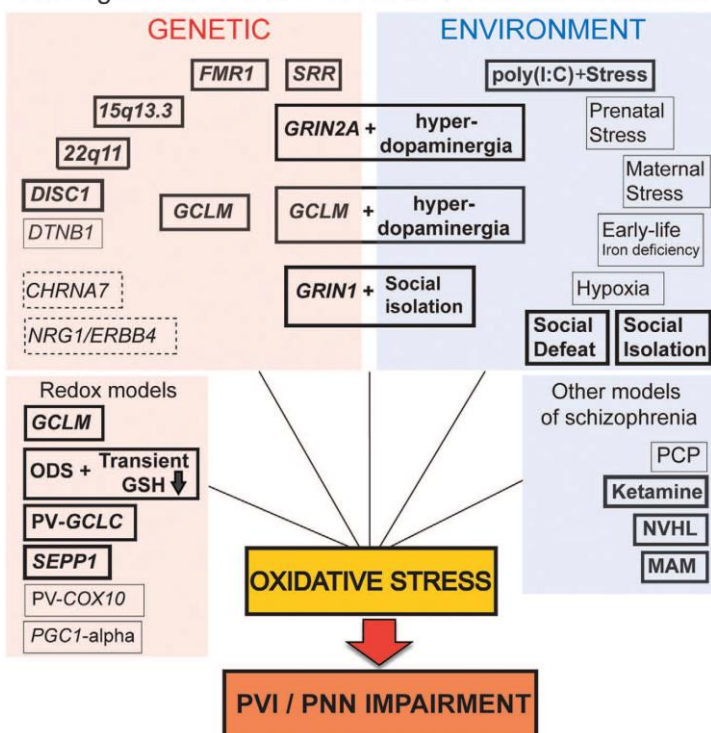 GENETIC
ENVIRONMENT
FMR1
SRR
poly(I:C)+Stress
15q13.3
GRIN2A + hyper-
dopaminergia
Prenatal
Stress
22q11
Maternal
Stress
DISC1
GCLM
GCLM + hyper-
dopaminergia
DTNB1
Early-life
Iron deficiency
CHRNA7
GRIN1 + Social
isolation
Hypoxia
NRG1/ERBB4
Social
Defeat
Social
Isolation
Redox models
GCLM
ODS + Transient
GSH
PV-GCLC
SEPP1
PV-COX10
PGC1-alpha
Other models
of schizophrenia
PCP
Ketamine
NVHL
MAM
OXIDATIVE STRESS
PVI / PNN IMPAIRMENT